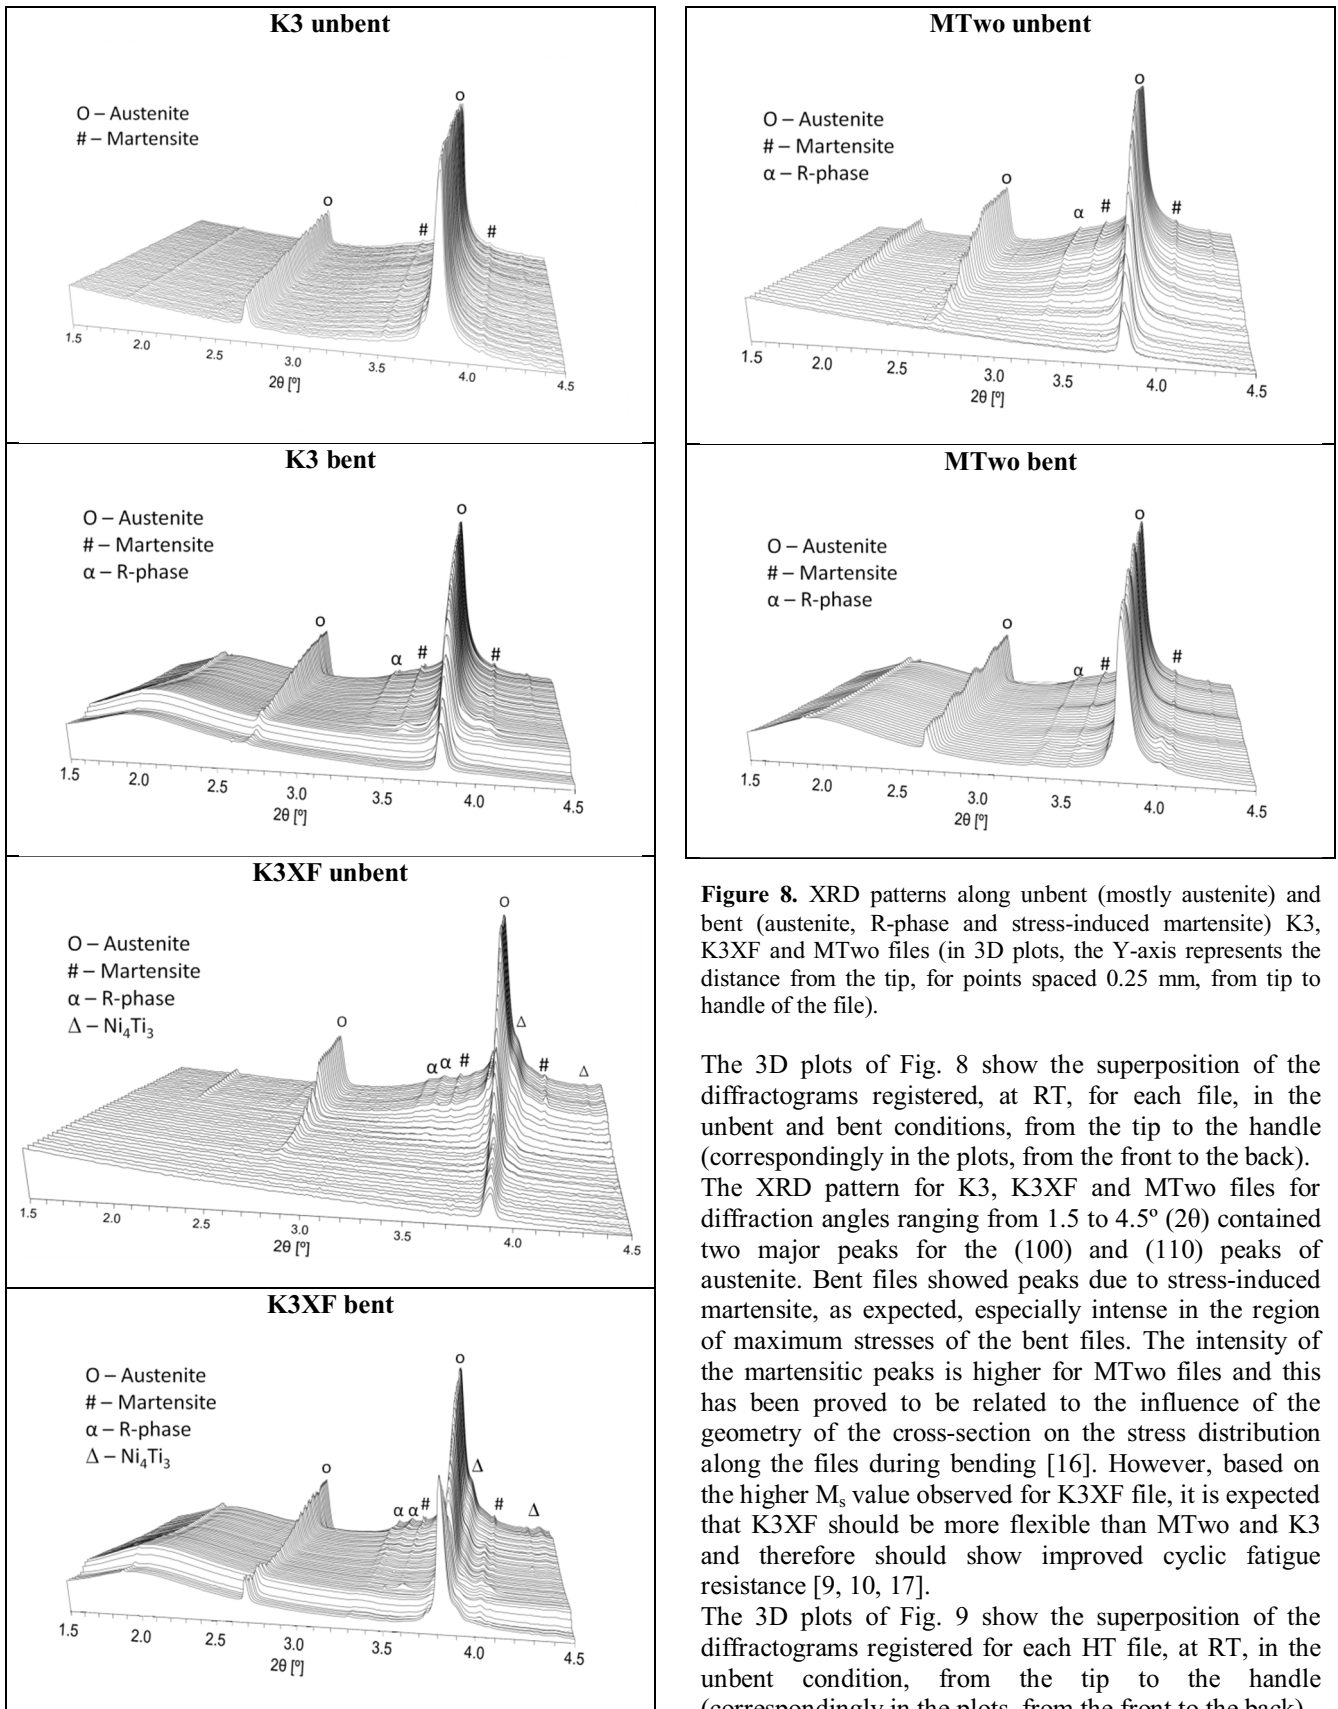 K3 unbent
O – Austenite
# – Martensite
o
o
#
#
1.5
2.0
2.5
3.0
3.5
4.0
4.5
2θ [º]
K3 bent
O – Austenite
# – Martensite
α – R-phase
o
o
α
#
#
1.5
2.0
2.5
3.0
3.5
4.0
4.5
2θ [º]
K3XF unbent
O – Austenite
# – Martensite
α – R-phase
Δ – Ni₄Ti₃
O
O
Δ
α α #
#
Δ
1.5
2.0
2.5
3.0
3.5
4.0
4.5
2θ [º]
K3XF bent
O – Austenite
# – Martensite
α – R-phase
Δ – Ni₄Ti₃
o
o
Δ
α α #
#
Δ
1.5
2.0
2.5
3.0
3.5
4.0
4.5
2θ [º]
MTwo unbent
O – Austenite
# – Martensite
α – R-phase
o
o
α
#
#
1.5
2.0
2.5
3.0
3.5
4.0
4.5
2θ [º]
MTwo bent
O – Austenite
# – Martensite
α – R-phase
o
o
α
#
#
1.5
2.0
2.5
3.0
3.5
4.0
4.5
2θ [º]
Figure 8. XRD patterns along unbent (mostly austenite) and
bent (austenite, R-phase and stress-induced martensite) K3,
K3XF and MTwo files (in 3D plots, the Y-axis represents the
distance from the tip, for points spaced 0.25 mm, from tip to
handle of the file).
The 3D plots of Fig. 8 show the superposition of the
diffractograms registered, at RT, for each file, in the
unbent and bent conditions, from the tip to the handle
(correspondingly in the plots, from the front to the back).
The XRD pattern for K3, K3XF and MTwo files for
diffraction angles ranging from 1.5 to 4.5º (2θ) contained
two major peaks for the (100) and (110) peaks of
austenite. Bent files showed peaks due to stress-induced
martensite, as expected, especially intense in the region
of maximum stresses of the bent files. The intensity of
the martensitic peaks is higher for MTwo files and this
has been proved to be related to the influence of the
geometry of the cross-section on the stress distribution
along the files during bending [16]. However, based on
the higher Mₛ value observed for K3XF file, it is expected
that K3XF should be more flexible than MTwo and K3
and therefore should show improved cyclic fatigue
resistance [9, 10, 17].
The 3D plots of Fig. 9 show the superposition of the
diffractograms registered for each HT file, at RT, in the
unbent condition, from the tip to the handle
(correspondingly in the plots, from the front to the back)